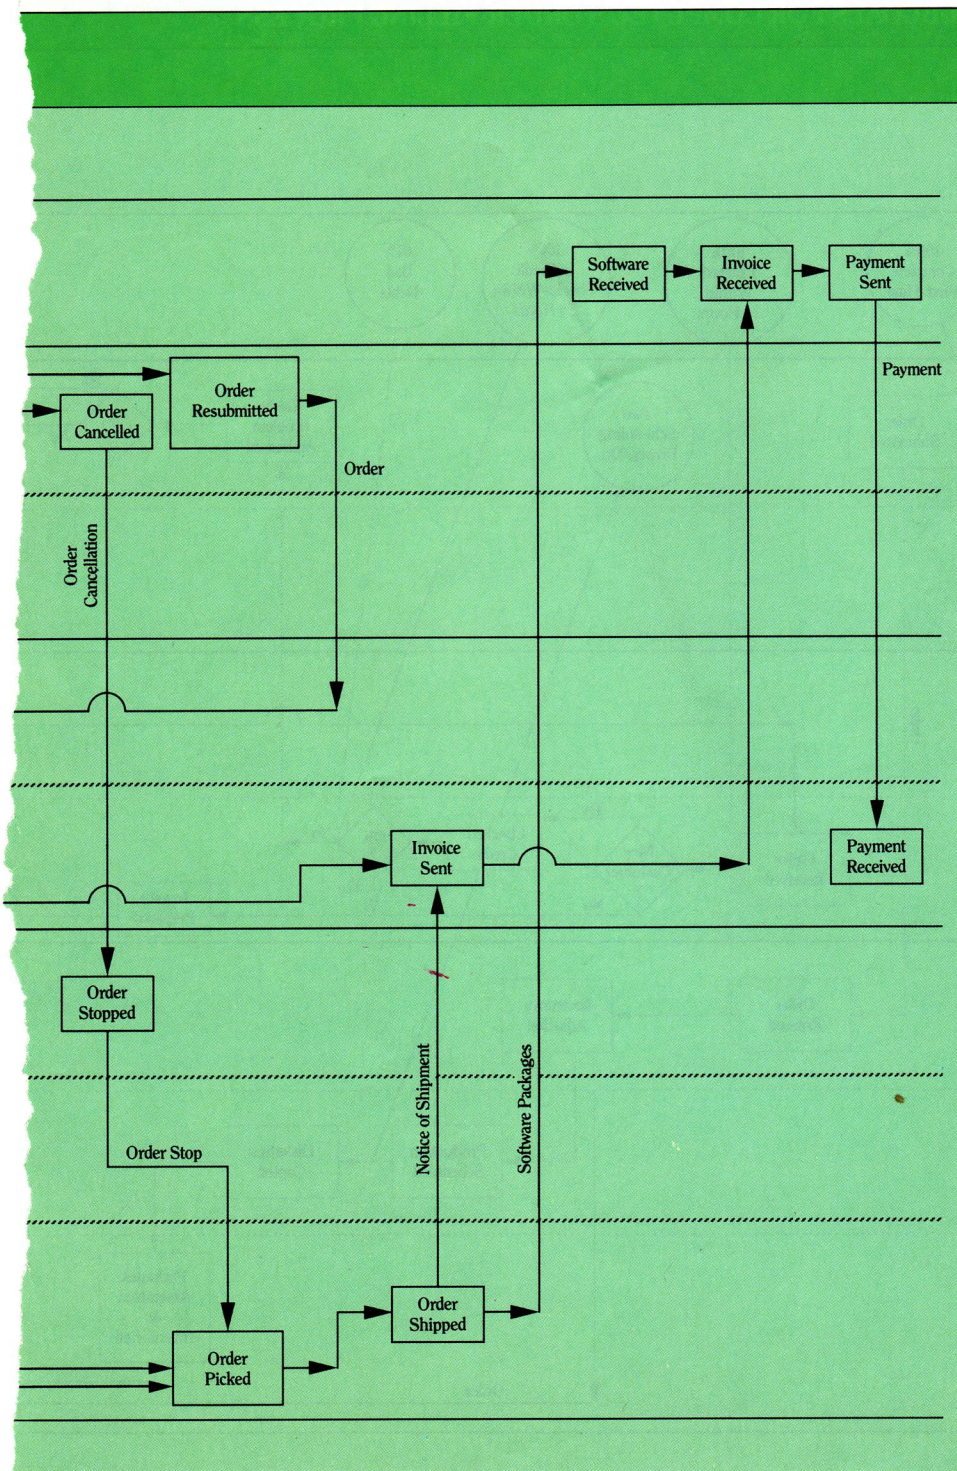 Software
Received
Invoice
Received
Payment
Sent
Payment
Order
Resubmitted
Order
Cancelled
Order
Order
Cancellation
Invoice
Sent
Payment
Received
Order
Stopped
Notice of Shipment
Software Packages
Order Stop
Order
Shipped
Order
Picked